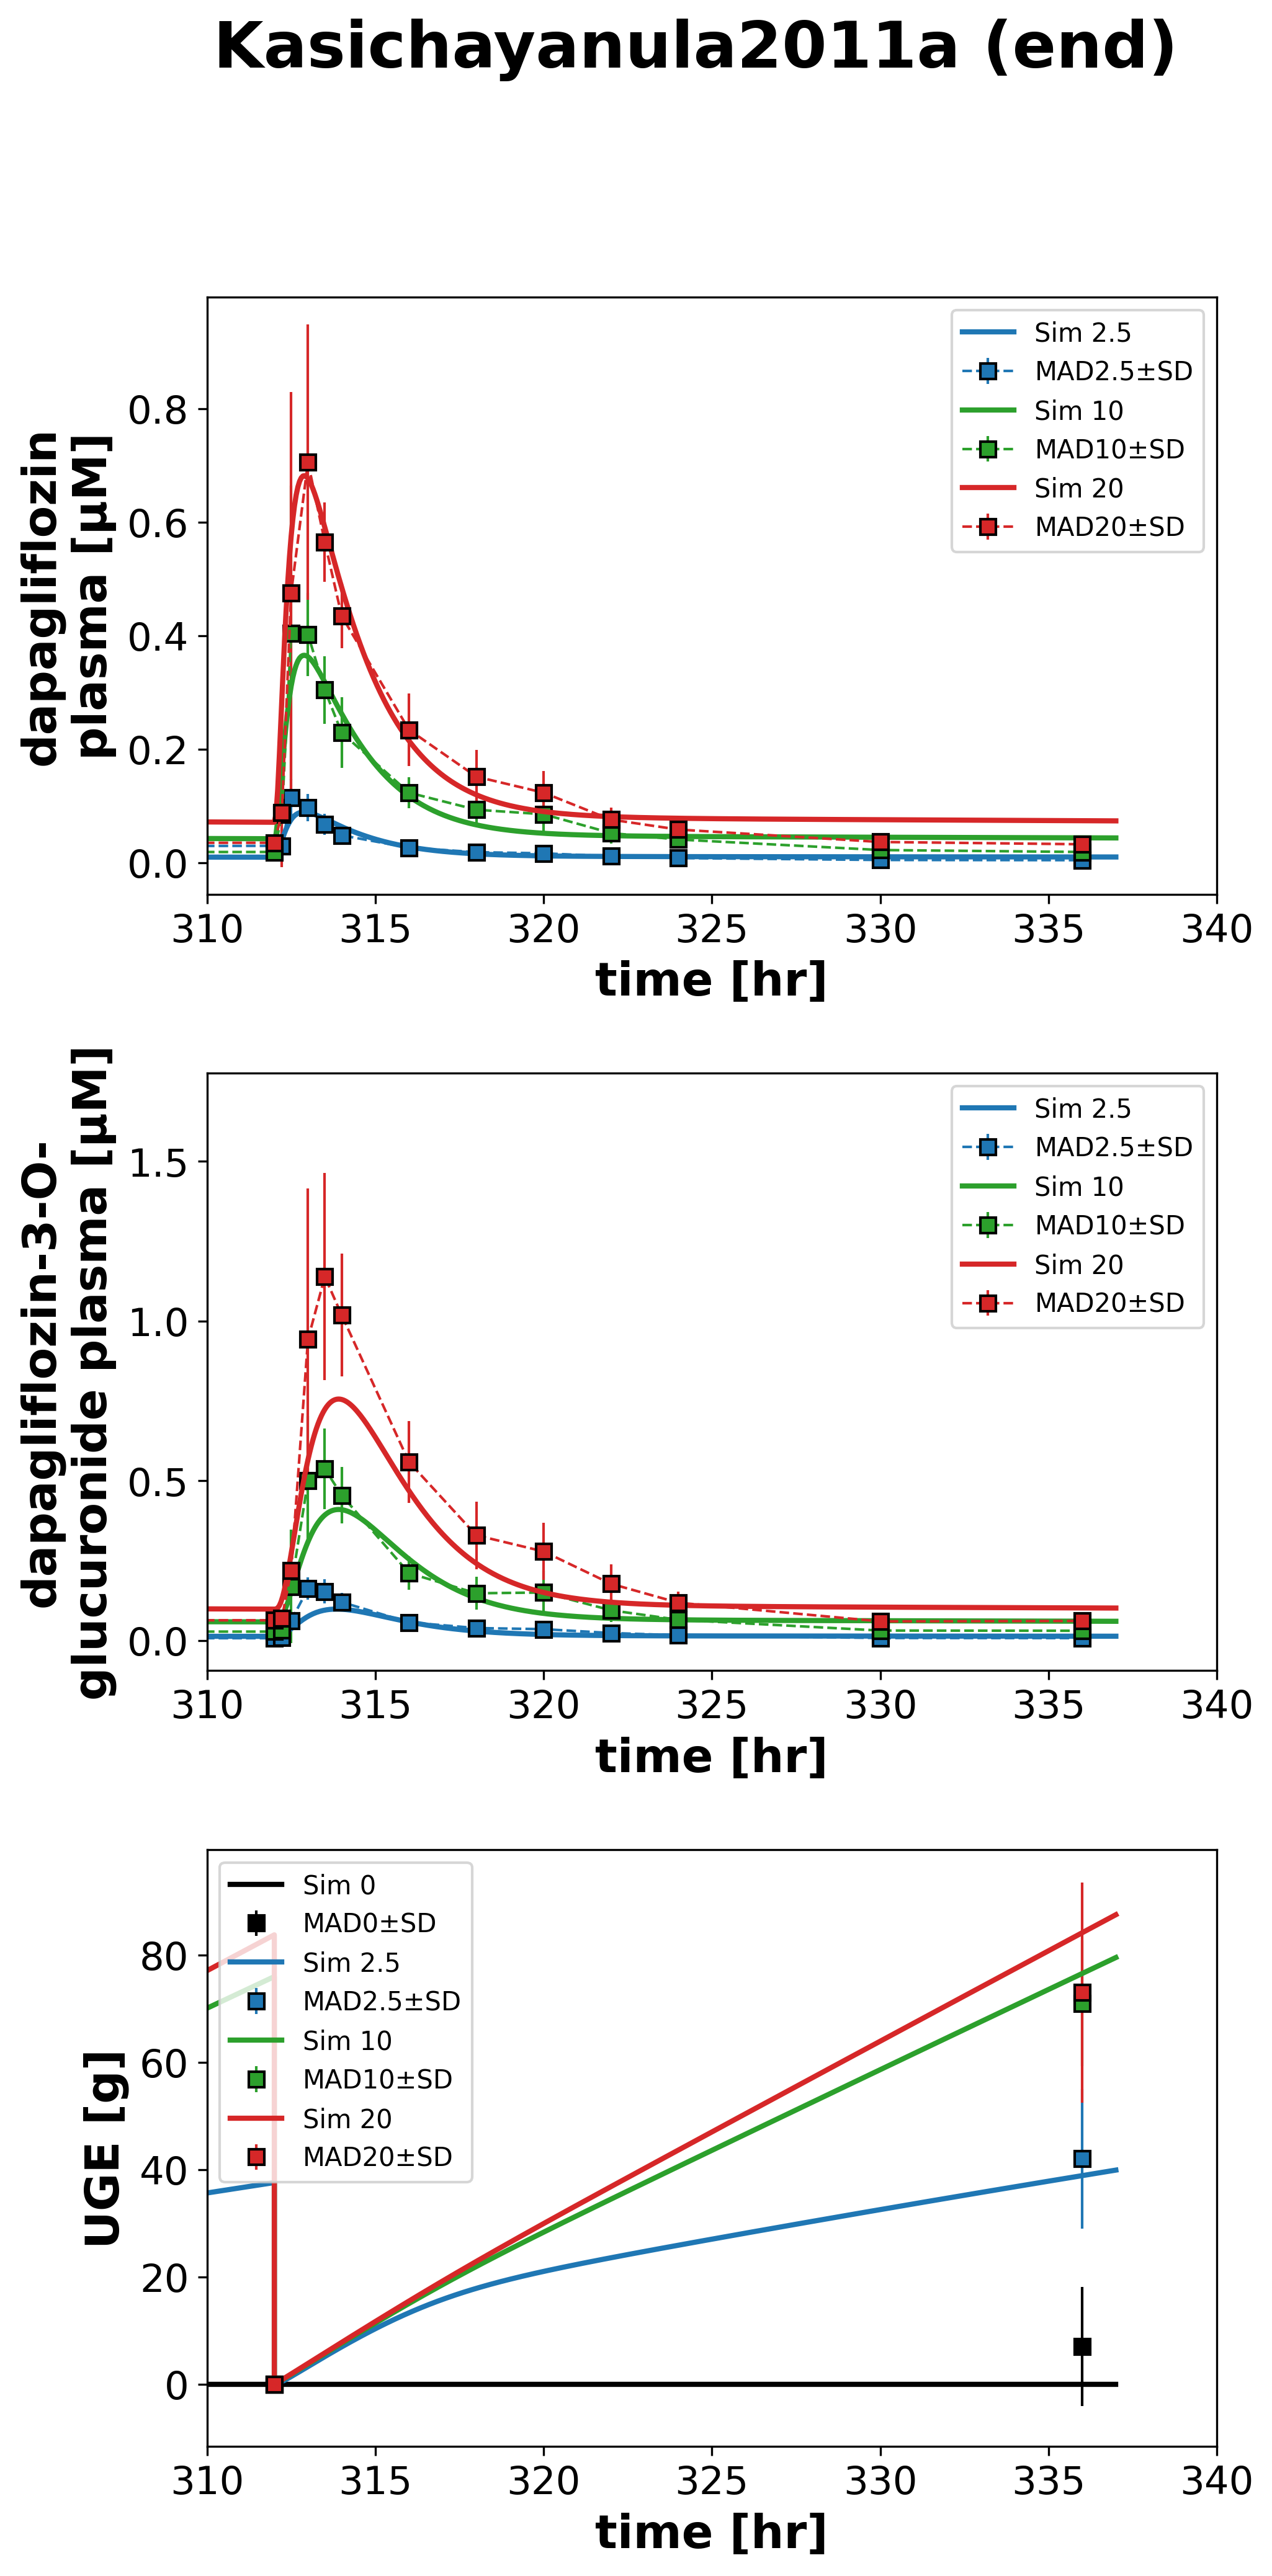 Kasichayanula2011a (end)
dapagliflozin
plasma [µM]
0.8
0.6
0.4
0.2
0.0
Sim 2.5
MAD2.5±SD
Sim 10
MAD10±SD
Sim 20
MAD20±SD
310 315 320 325 330 335 340
time [hr]
dapagliflozin-3-O-
glucuronide plasma [µM]
1.5
1.0
0.5
0.0
Sim 2.5
MAD2.5±SD
Sim 10
MAD10±SD
Sim 20
MAD20±SD
310 315 320 325 330 335 340
time [hr]
UGE [g]
80
60
40
20
0
Sim 0
MAD0±SD
Sim 2.5
MAD2.5±SD
Sim 10
MAD10±SD
Sim 20
MAD20±SD
310 315 320 325 330 335 340
time [hr]